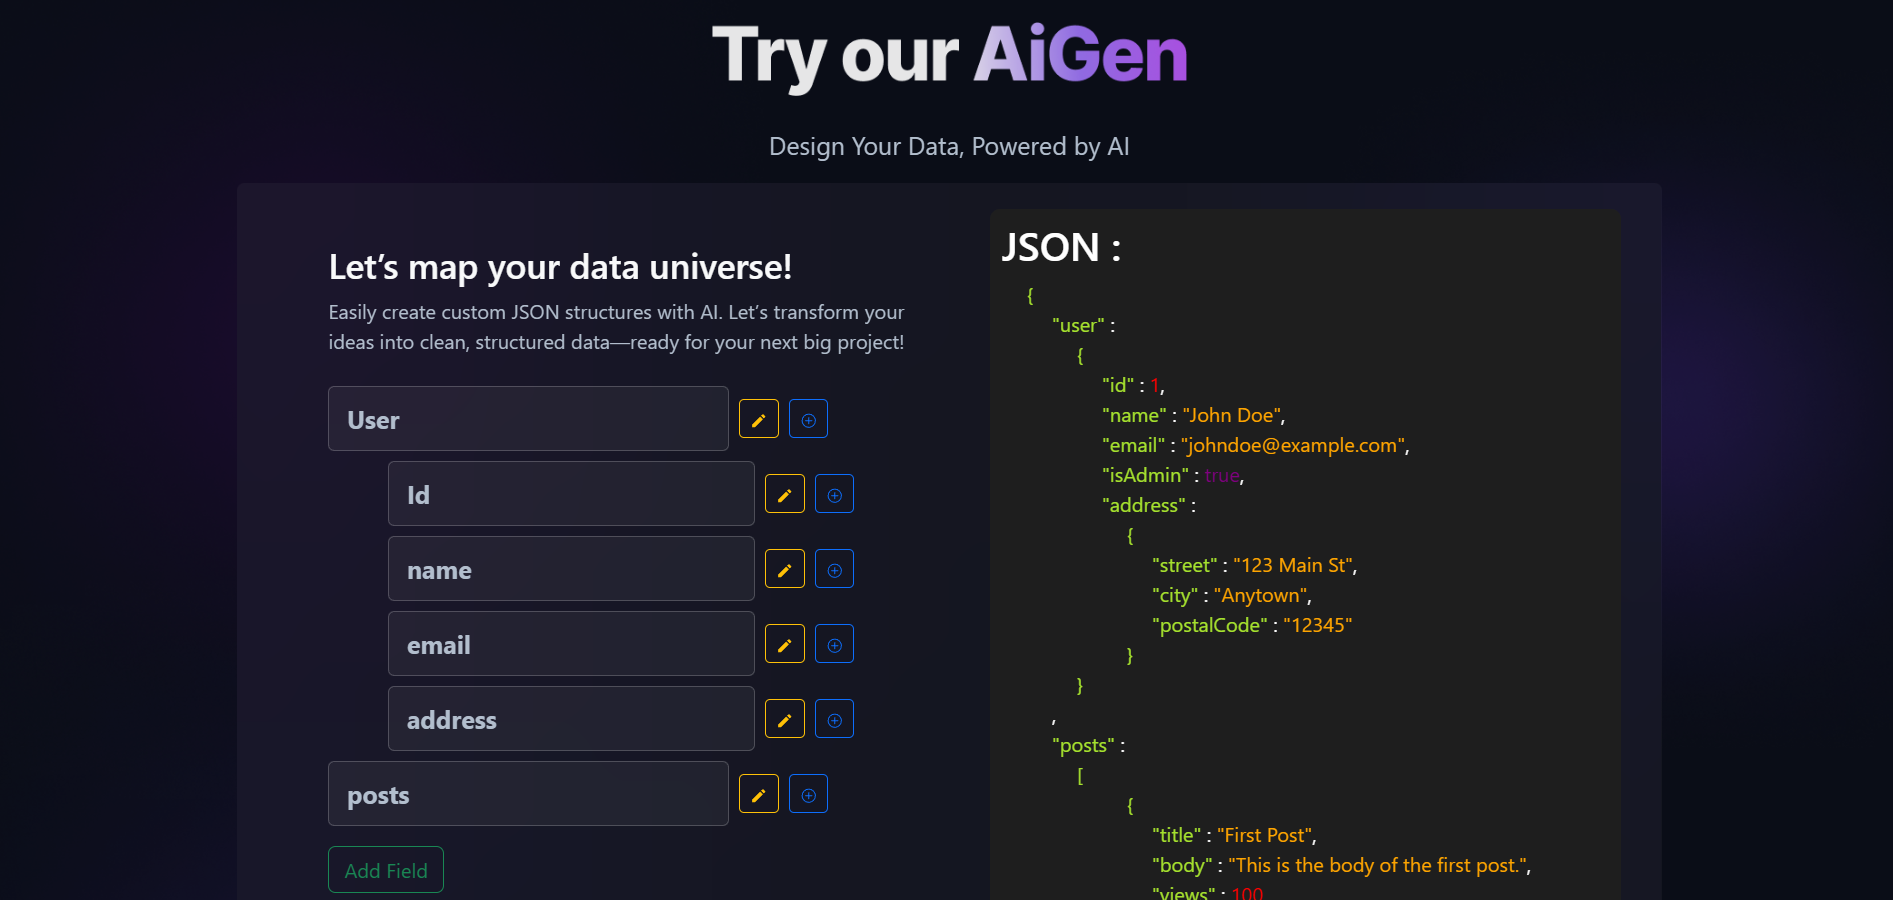 Try our AiGen
Design Your Data, Powered by AI
Let’s map your data universe!
Easily create custom JSON structures with AI. Let’s transform your
ideas into clean, structured data—ready for your next big project!
User
Id
name
email
address
posts
Add Field
JSON :
{
"user" :
{
"id" : 1,
"name" : "John Doe",
"email" : "johndoe@example.com",
"isAdmin" : true,
"address" :
{
"street" : "123 Main St",
"city" : "Anytown",
"postalCode" : "12345"
}
}
,
"posts" :
[
{
"title" : "First Post",
"body" : "This is the body of the first post.",
"views" : 100